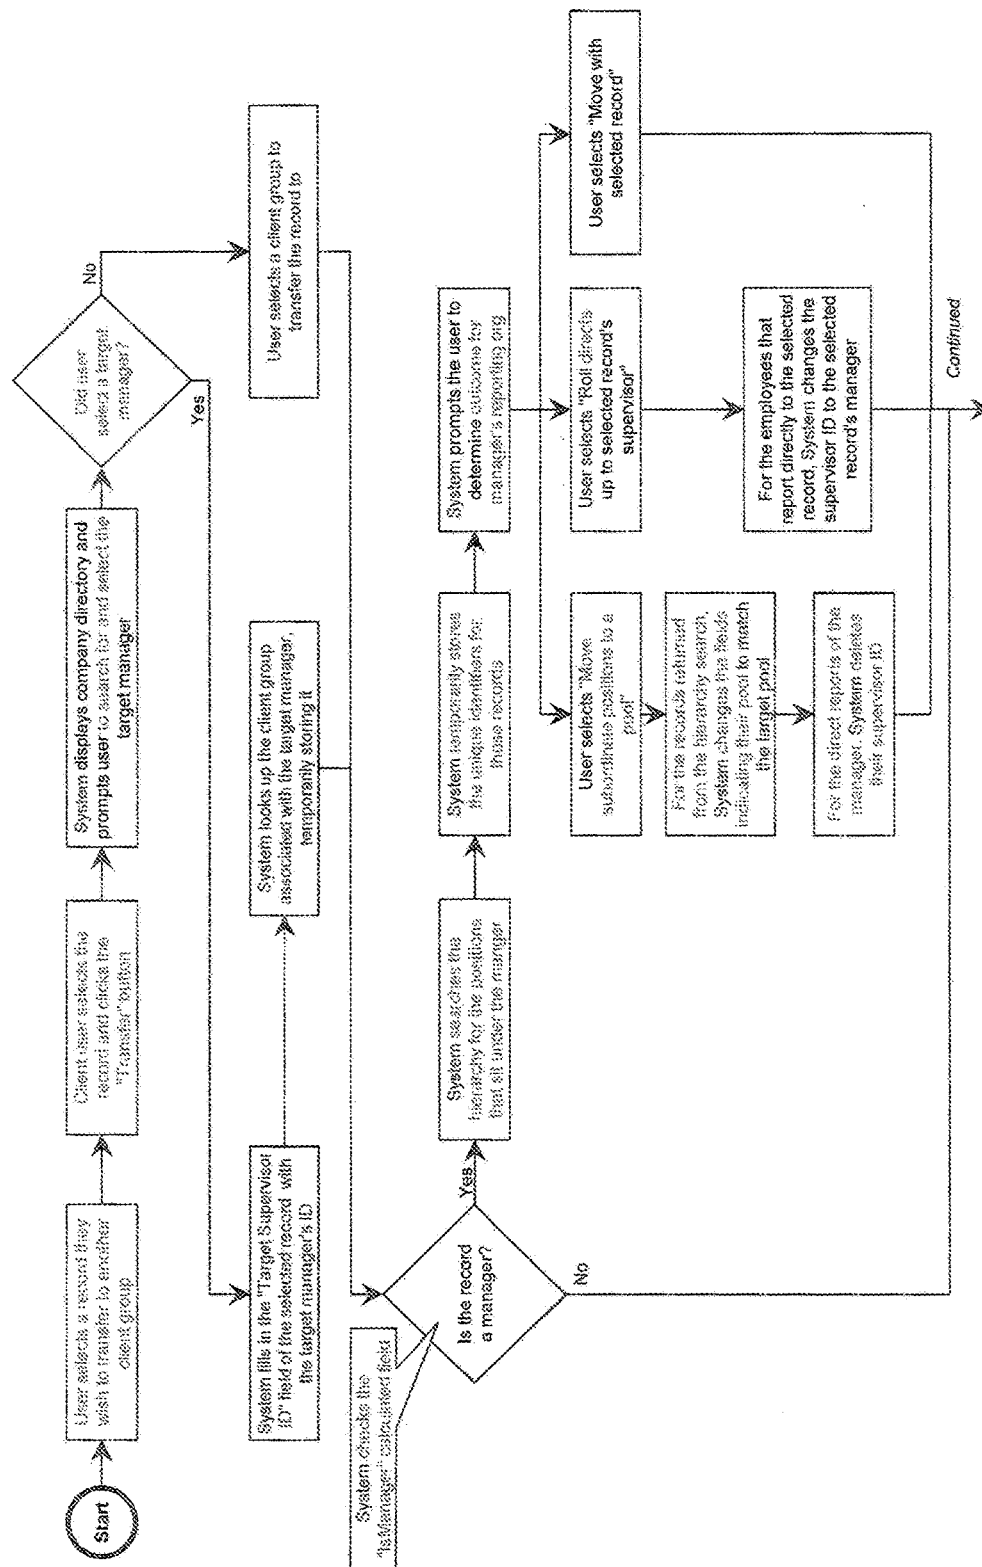 Start
User selects a record they
wish to transfer to another
client group
Client user selects the
record and clicks the
"Transfer" button
System displays company directory and
prompts user to search for and select the
target manager
Did user
select a target
manager?
No
Yes
User selects a client group to
transfer the record to
System fills in the "Target Supervisor
ID" field of the selected record with
the target manager's ID
System looks up the client group
associated with the target manager,
temporarily storing it
System checks the
"IsManager" calculated field
Is the record
a manager?
Yes
No
System searches the
hierarchy for the positions
that sit under the manger
System temporarily stores
the unique identifiers for
those records
System prompts the user to
determine outcome for
manager's reporting org
User selects "Move
subordinate positions to a
pool"
User selects "Roll directs
up to selected record's
supervisor"
User selects "Move with
selected record"
For the records returned
from the hierarchy search,
System changes the fields
indicating their pool to match
the target pool
For the direct reports of the
manager, System deletes
their supervisor ID
For the employees that
report directly to the selected
record, System changes the
supervisor ID to the selected
record's manager
Continued